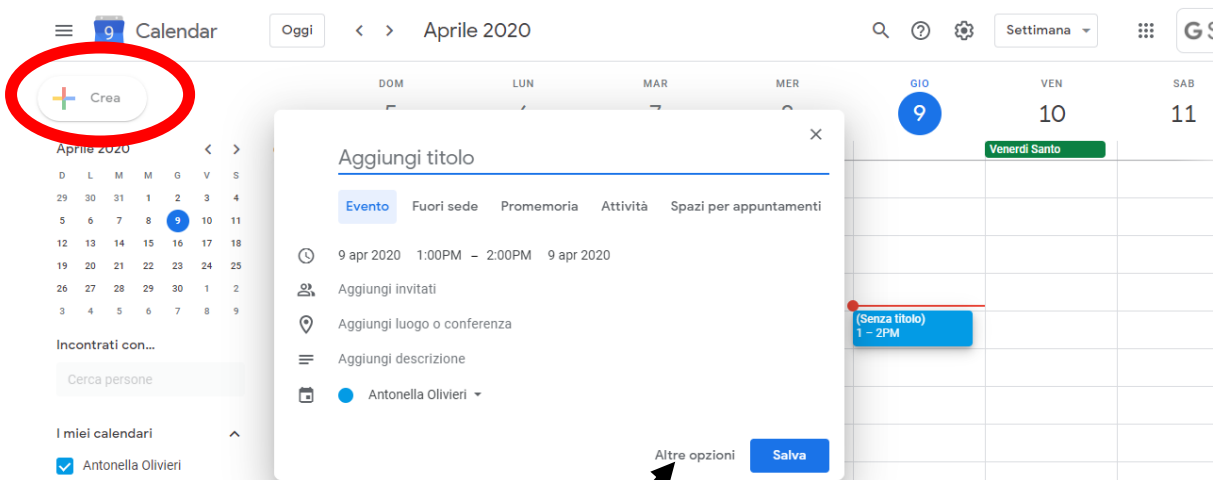 9 Calendar Oggi < > Aprile 2020 Settimana G
Crea
DOM LUN MAR MER GIO VEN SAB
9 10 11
Venerdì Santo
Aprile 2020 < >
D L M M G V S
29 30 31 1 2 3 4
5 6 7 8 9 10 11
12 13 14 15 16 17 18
19 20 21 22 23 24 25
26 27 28 29 30 1 2
3 4 5 6 7 8 9
Incontrati con...
Cerca persone
I miei calendari
Antonella Olivieri
Aggiungi titolo
Evento Fuori sede Promemoria Attività Spazi per appuntamenti
9 apr 2020 1:00PM – 2:00PM 9 apr 2020
Aggiungi invitati
Aggiungi luogo o conferenza
Aggiungi descrizione
Antonella Olivieri
Altre opzioni Salva
(Senza titolo)
1 – 2PM